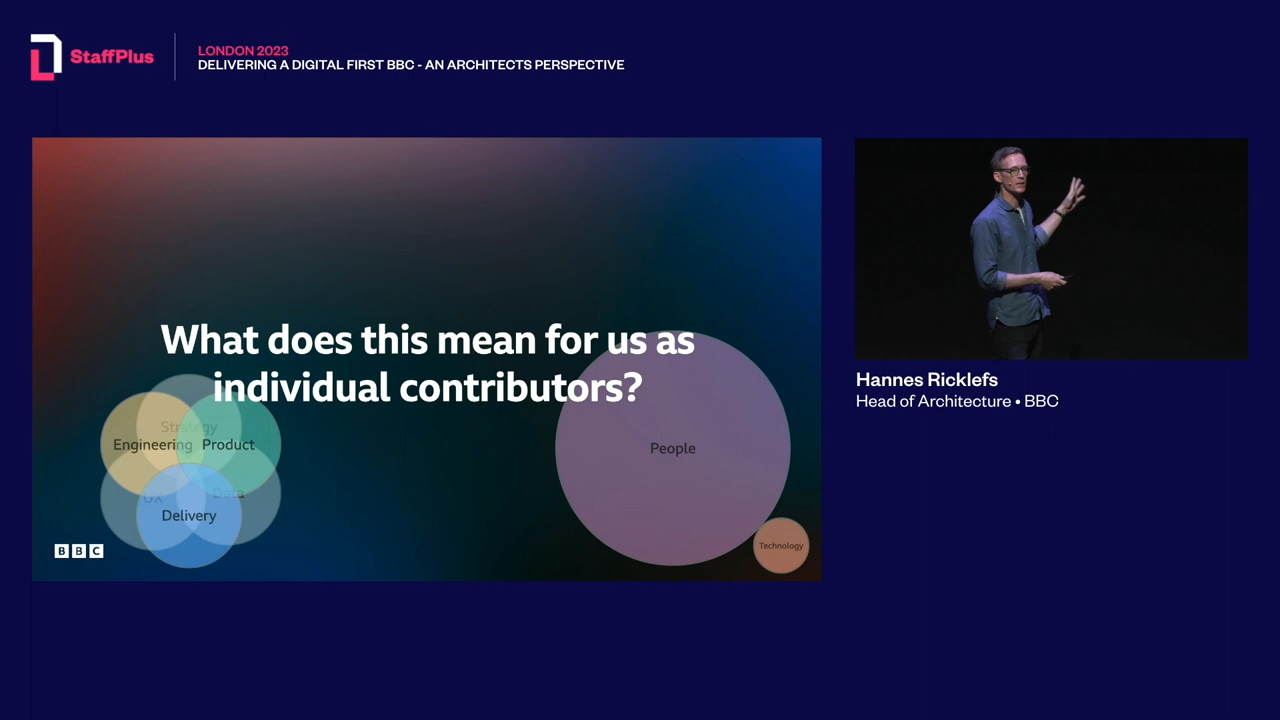 StaffPlus
LONDON 2023
DELIVERING A DIGITAL FIRST BBC - AN ARCHITECTS PERSPECTIVE
What does this mean for us as
individual contributors?
Strategy
Engineering
Product
UX
Data
Delivery
People
Technology
BBC
Hannes Ricklefs
Head of Architecture • BBC